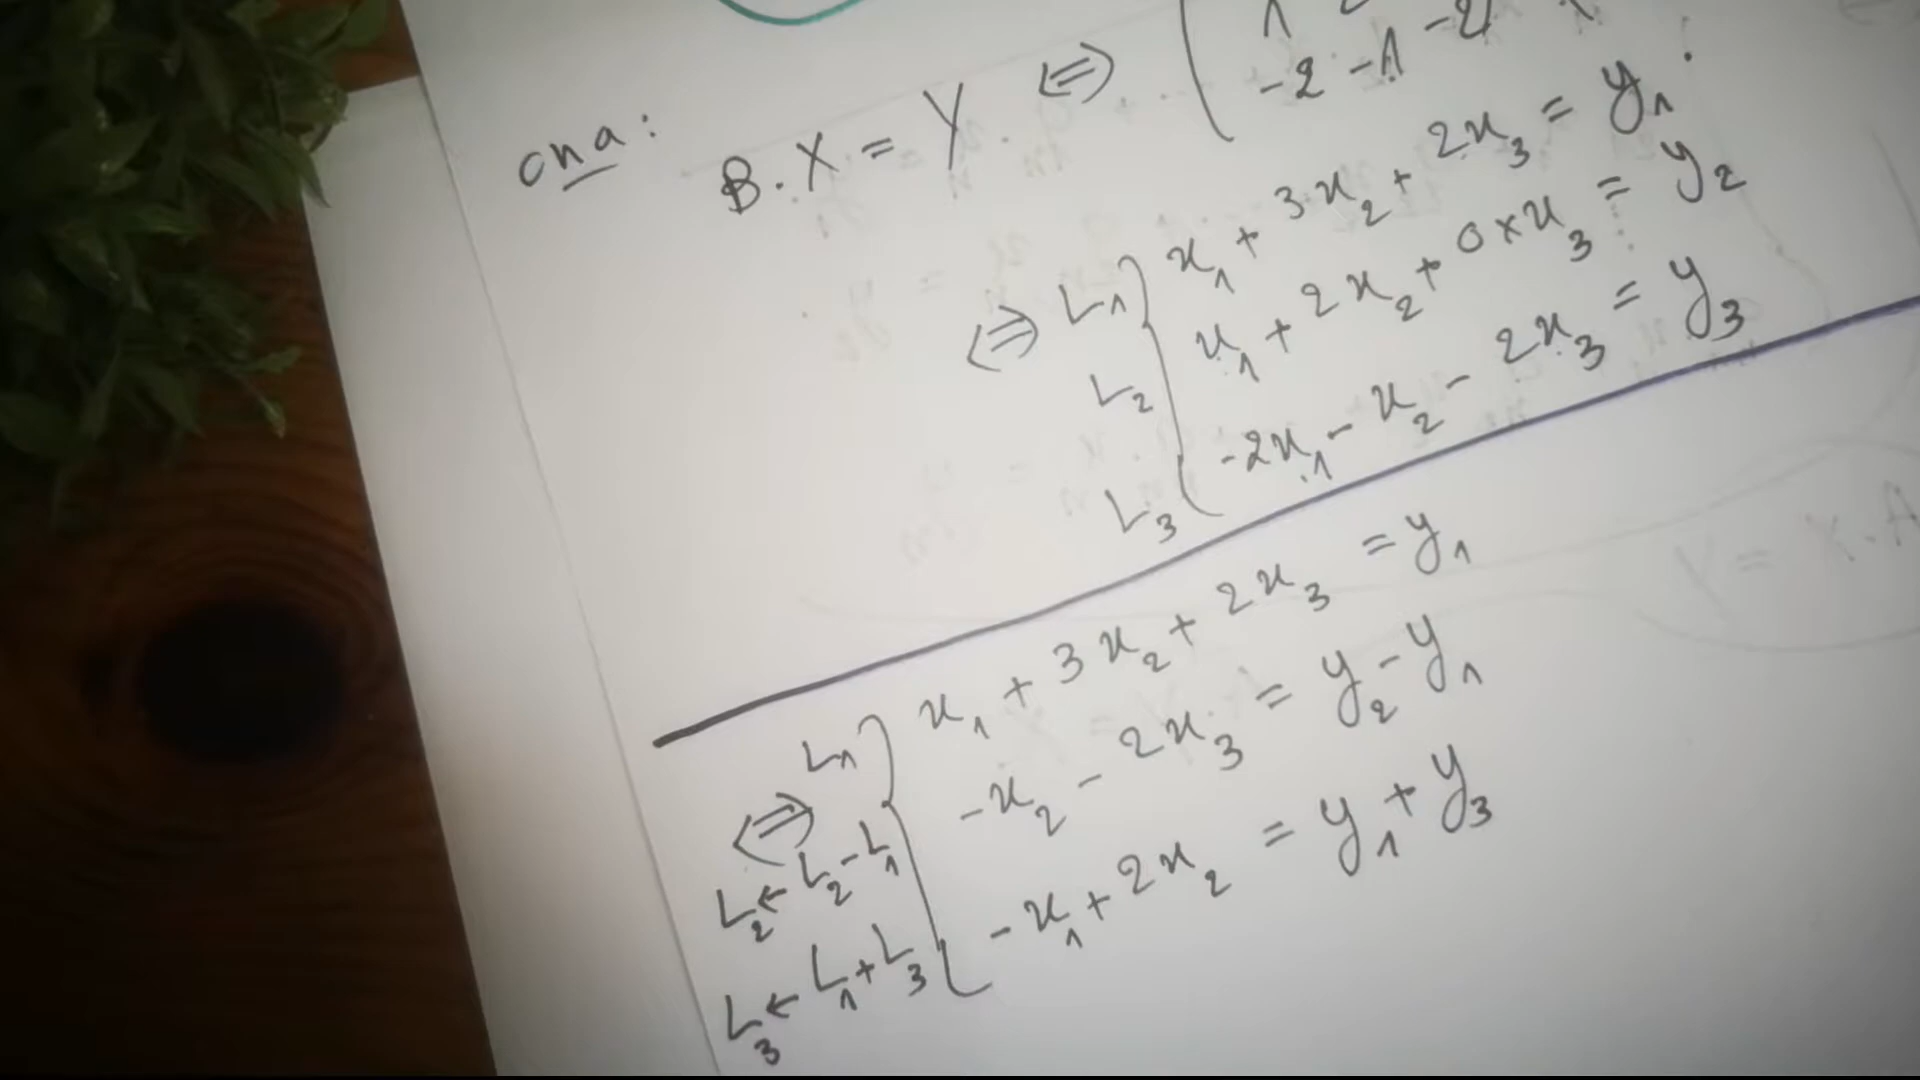 ona : B.X = Y ⟺ ( 1
-2 -1 -2
⟺ L₁ { x₁ + 3x₂ + 2x₃ = y₁
L₂ x₁ + 2x₂ + 0×x₃ = y₂
L₃ -2x₁ - x₂ - 2x₃ = y₃
L₁ { x₁ + 3x₂ + 2x₃ = y₁
⟺
L₂ ← L₂ - L₁ -x₂ - 2x₃ = y₂ - y₁
L₃ ← L₁ + L₃ -x₁ + 2x₂ = y₁ + y₃
Y = X.A